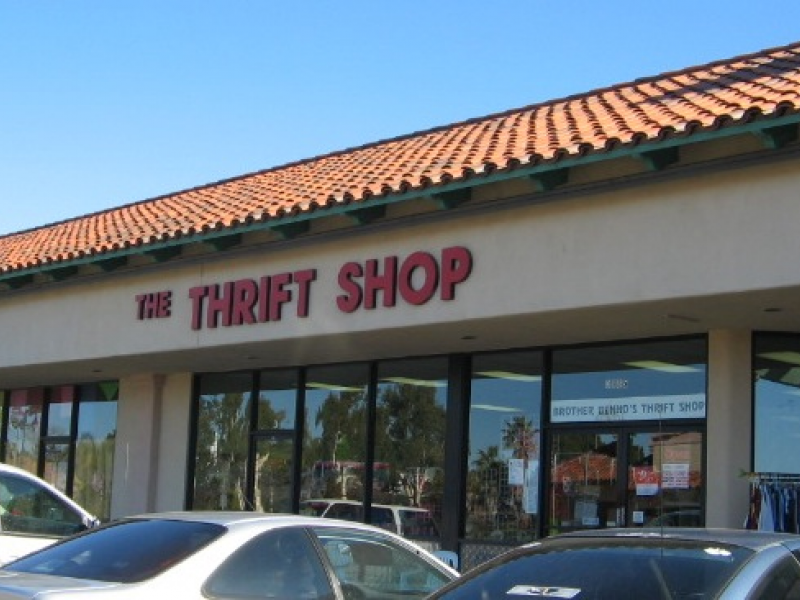 THE THRIFT SHOP
BROTHER BENNO'S THRIFT SHOP